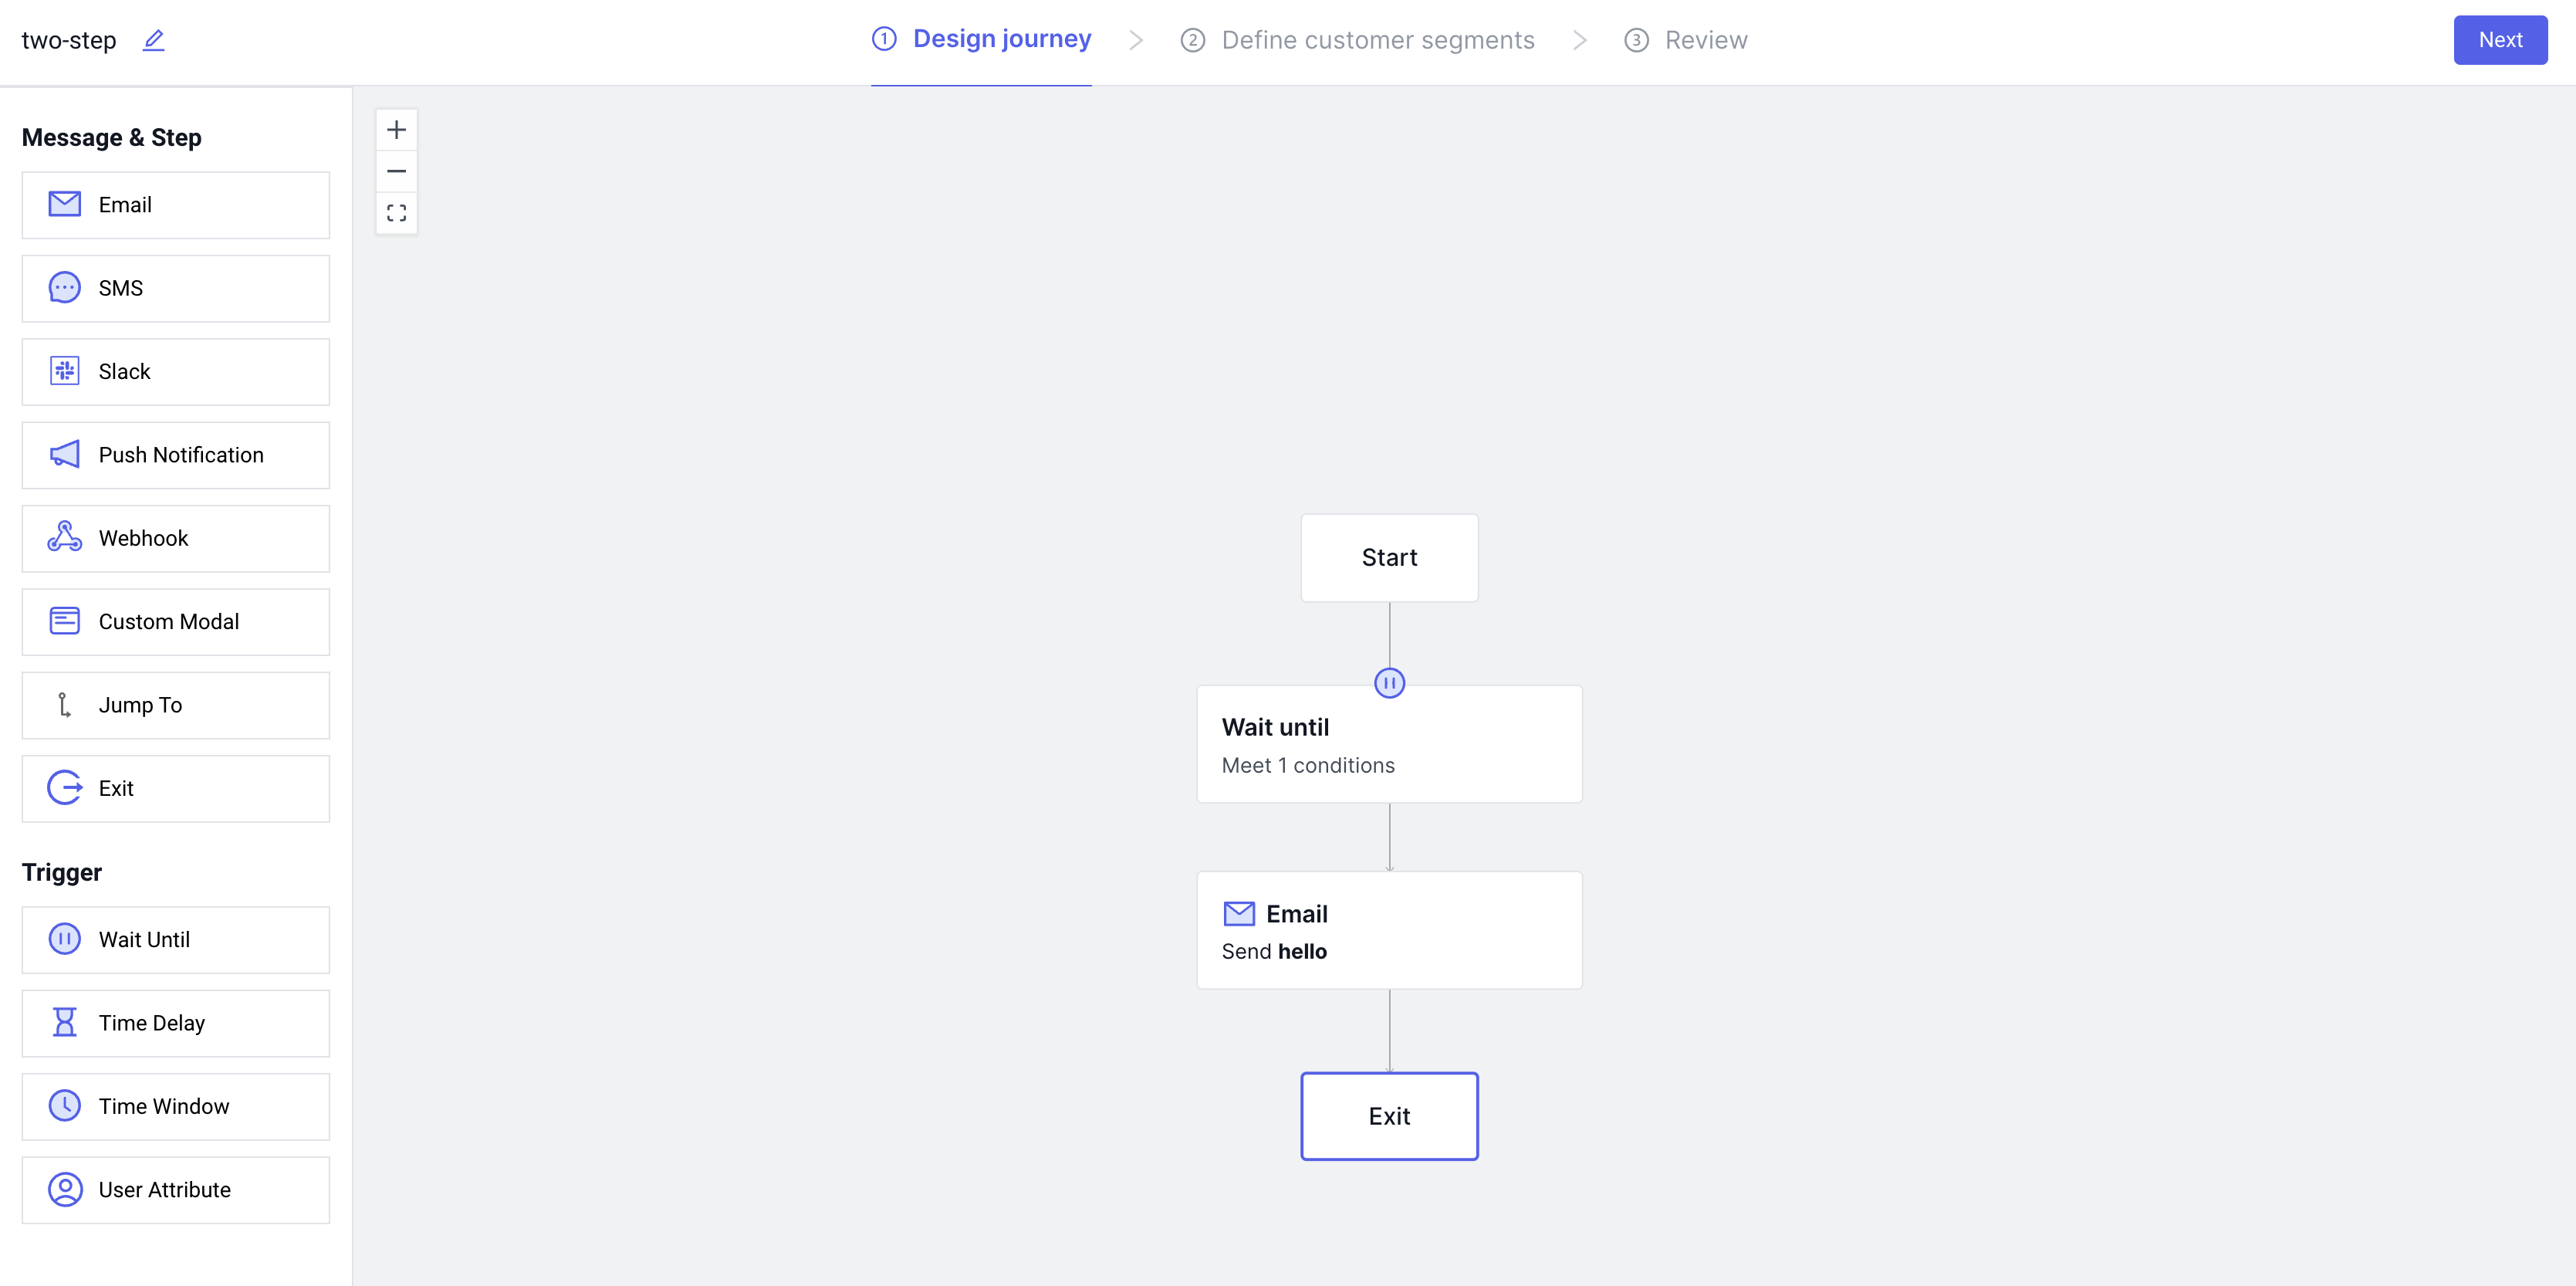 two-step
1 Design journey
2 Define customer segments
3 Review
Next
Message & Step
Email
SMS
Slack
Push Notification
Webhook
Custom Modal
Jump To
Exit
Trigger
Wait Until
Time Delay
Time Window
User Attribute
Start
Wait until
Meet 1 conditions
Email
Send hello
Exit